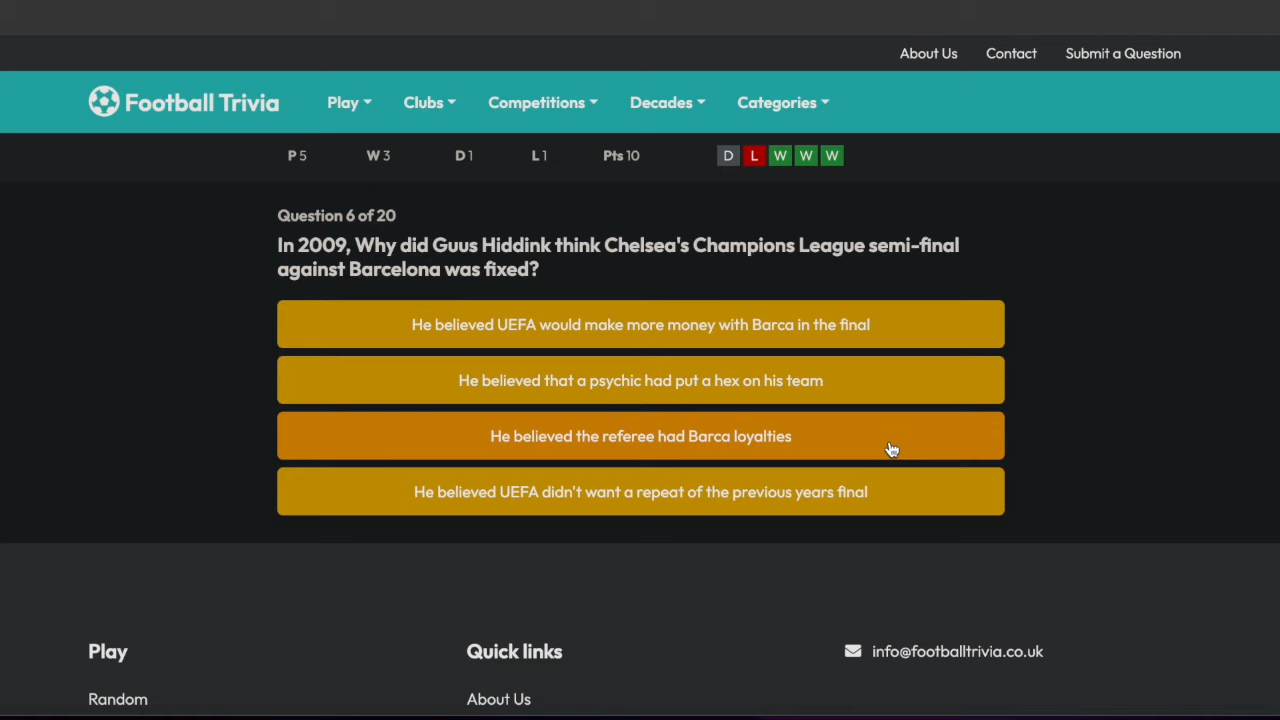 About Us Contact Submit a Question
Football Trivia Play Clubs Competitions Decades Categories
P 5 W 3 D 1 L 1 Pts 10 D L W W W
Question 6 of 20
In 2009, Why did Guus Hiddink think Chelsea's Champions League semi-final
against Barcelona was fixed?
He believed UEFA would make more money with Barca in the final
He believed that a psychic had put a hex on his team
He believed the referee had Barca loyalties
He believed UEFA didn't want a repeat of the previous years final
Play Quick links info@footballtrivia.co.uk
Random About Us